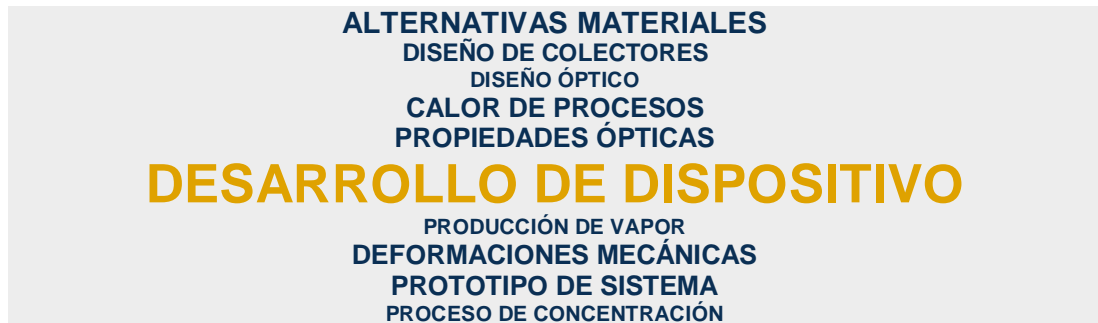 ALTERNATIVAS MATERIALES
DISEÑO DE COLECTORES
DISEÑO ÓPTICO
CALOR DE PROCESOS
PROPIEDADES ÓPTICAS
DESARROLLO DE DISPOSITIVO
PRODUCCIÓN DE VAPOR
DEFORMACIONES MECÁNICAS
PROTOTIPO DE SISTEMA
PROCESO DE CONCENTRACIÓN